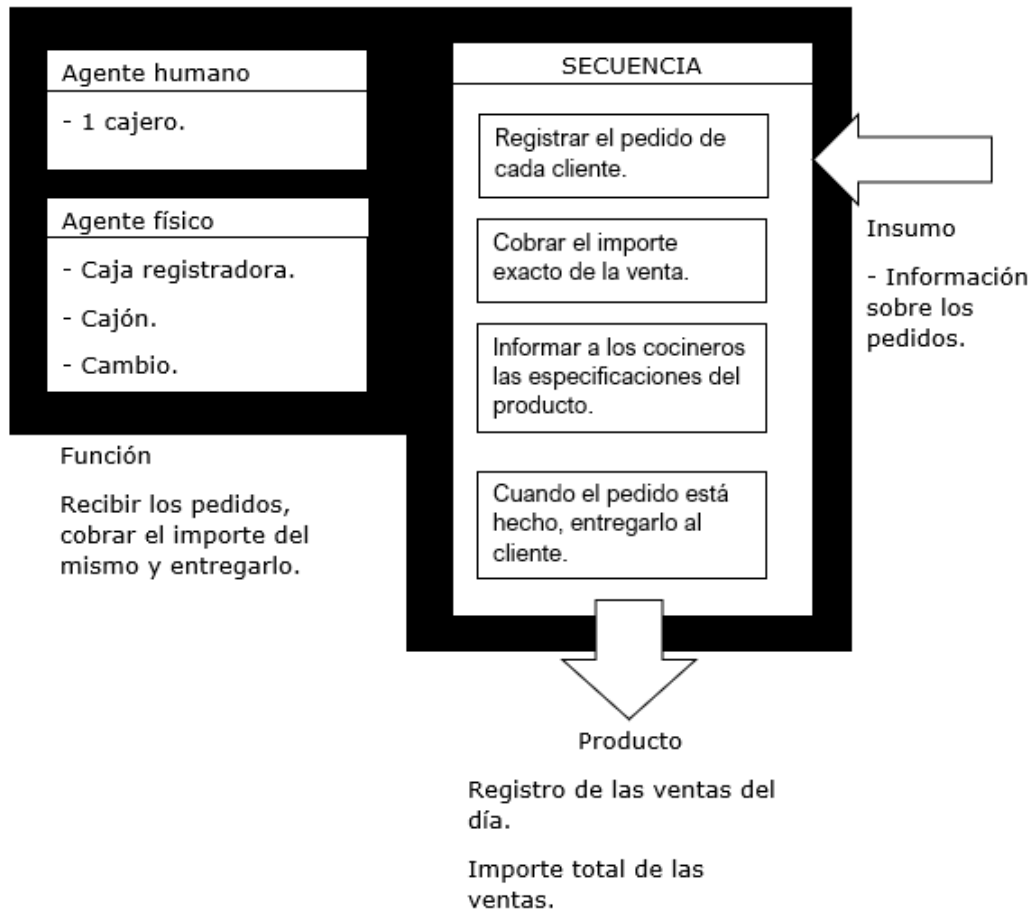 Agente humano
- 1 cajero.
Agente físico
- Caja registradora.
- Cajón.
- Cambio.
Función
Recibir los pedidos,
cobrar el importe del
mismo y entregarlo.
SECUENCIA
Registrar el pedido de
cada cliente.
Cobrar el importe
exacto de la venta.
Informar a los cocineros
las especificaciones del
producto.
Cuando el pedido está
hecho, entregarlo al
cliente.
Insumo
- Información
sobre los
pedidos.
Producto
Registro de las ventas del
día.
Importe total de las
ventas.